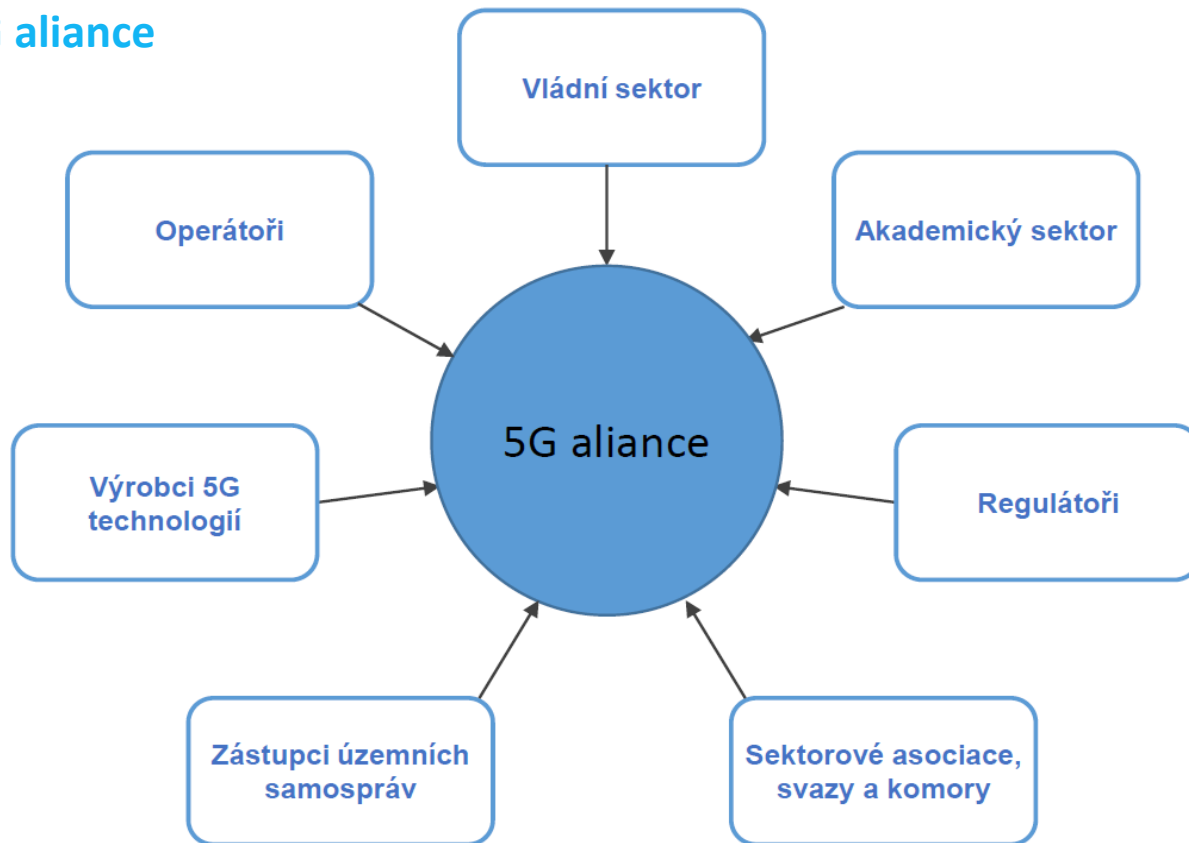 aliance
Vládní sektor
Operátoři
Akademický sektor
5G aliance
Výrobci 5G
technologií
Regulátoři
Zástupci územních
samospráv
Sektorové asociace,
svazy a komory